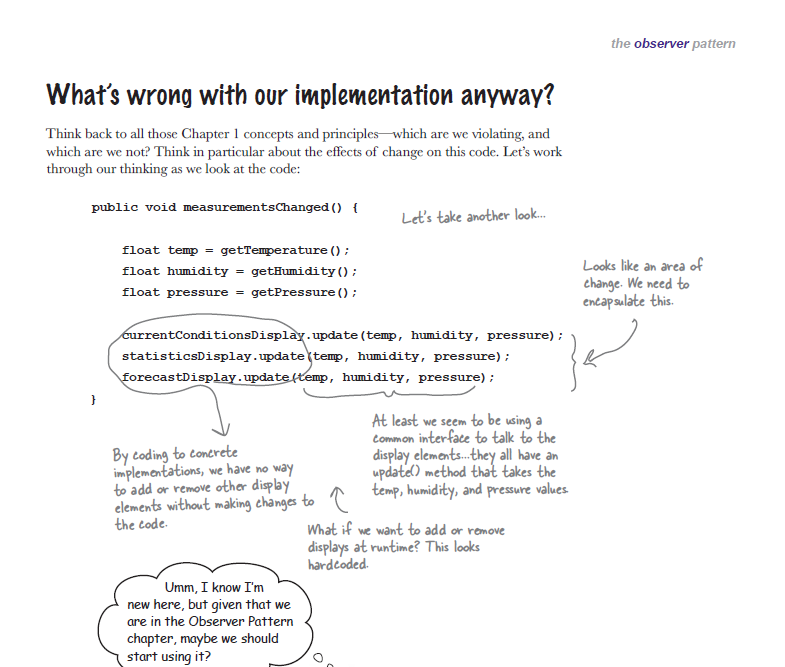 the observer pattern
What's wrong with our implementation anyway?
Think back to all those Chapter 1 concepts and principles—which are we violating, and
which are we not? Think in particular about the effects of change on this code. Let's work
through our thinking as we look at the code:
public void measurementsChanged() {
Let's take another look...
float temp = getTemperature();
float humidity = getHumidity();
float pressure = getPressure();
Looks like an area of
change. We need to
encapsulate this.
currentConditionsDisplay.update(temp, humidity, pressure);
statisticsDisplay.update(temp, humidity, pressure);
forecastDisplay.update(temp, humidity, pressure);
}
At least we seem to be using a
common interface to talk to the
display elements...they all have an
update() method that takes the
temp, humidity, and pressure values.
By coding to concrete
implementations, we have no way
to add or remove other display
elements without making changes to
the code.
What if we want to add or remove
displays at runtime? This looks
hardcoded.
Umm, I know I'm
new here, but given that we
are in the Observer Pattern
chapter, maybe we should
start using it?